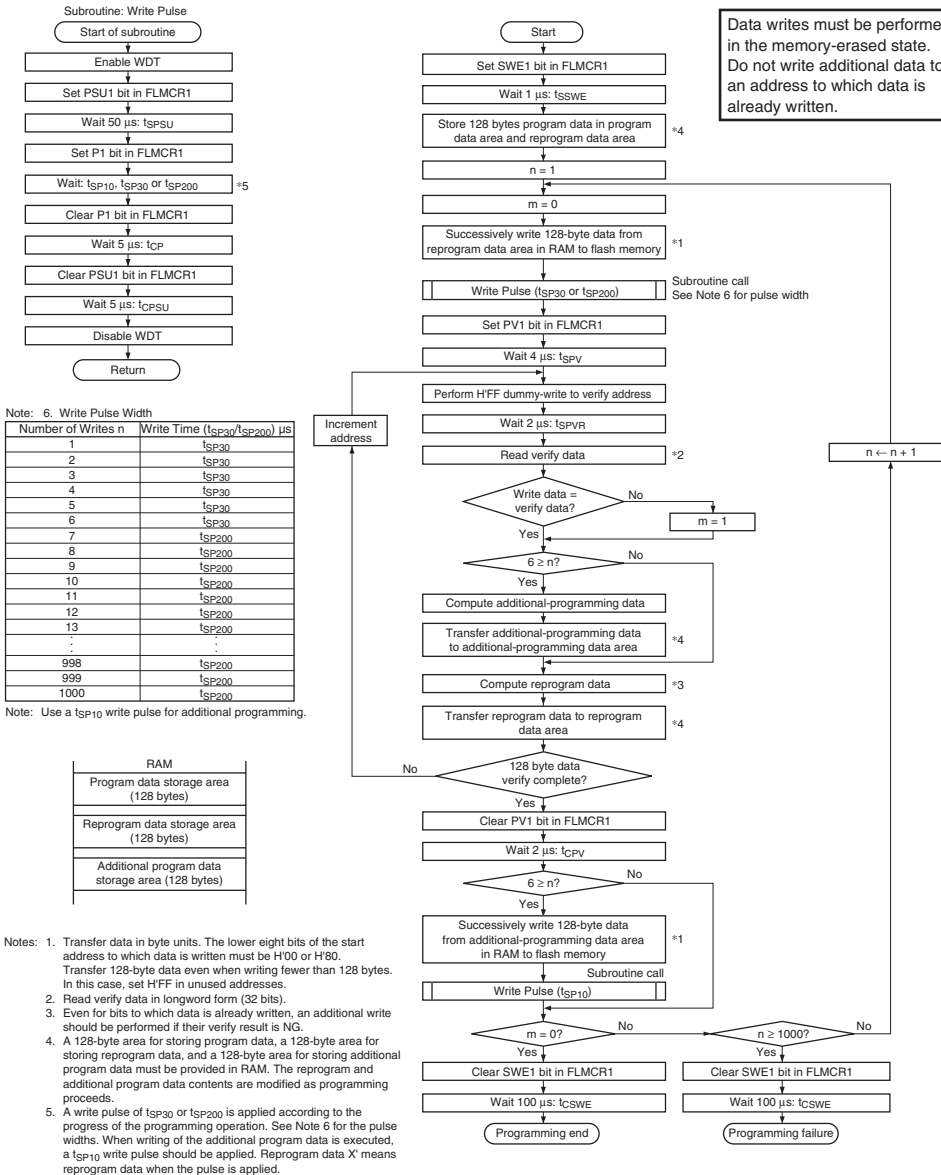 Subroutine: Write Pulse
Start of subroutine
Enable WDT
Set PSU1 bit in FLMCR1
Wait 50 μs: tSPSU
Set P1 bit in FLMCR1
Wait: tSP10, tSP30 or tSP200
*5
Clear P1 bit in FLMCR1
Wait 5 μs: tCP
Clear PSU1 bit in FLMCR1
Wait 5 μs: tCPSU
Disable WDT
Return
Note: 6. Write Pulse Width
Number of Writes n Write Time (tSP30/tSP200) μs
1 tSP30
2 tSP30
3 tSP30
4 tSP30
5 tSP30
6 tSP30
7 tSP200
8 tSP200
9 tSP200
10 tSP200
11 tSP200
12 tSP200
13 tSP200
: :
998 tSP200
999 tSP200
1000 tSP200
Note: Use a tSP10 write pulse for additional programming.
RAM
Program data storage area
(128 bytes)
Reprogram data storage area
(128 bytes)
Additional program data
storage area (128 bytes)
Start
Set SWE1 bit in FLMCR1
Wait 1 μs: tSSWE
Store 128 bytes program data in program
data area and reprogram data area
*4
n = 1
m = 0
Successively write 128-byte data from
reprogram data area in RAM to flash memory
*1
Write Pulse (tSP30 or tSP200)
Subroutine call
See Note 6 for pulse width
Set PV1 bit in FLMCR1
Wait 4 μs: tSPV
Perform H'FF dummy-write to verify address
Increment
address
Wait 2 μs: tSPVR
Read verify data
*2
n ← n + 1
Write data =
verify data?
No
m = 1
Yes
6 ≥ n?
No
Yes
Compute additional-programming data
Transfer additional-programming data
to additional-programming data area
*4
Compute reprogram data
*3
Transfer reprogram data to reprogram
data area
*4
128 byte data
verify complete?
No
Yes
Clear PV1 bit in FLMCR1
Wait 2 μs: tCPV
6 ≥ n?
No
Yes
Successively write 128-byte data
from additional-programming data area
in RAM to flash memory
*1
Subroutine call
Write Pulse (tSP10)
m = 0?
No
n ≥ 1000?
No
Yes
Yes
Clear SWE1 bit in FLMCR1
Clear SWE1 bit in FLMCR1
Wait 100 μs: tCSWE
Wait 100 μs: tCSWE
Programming end
Programming failure
Data writes must be performe
in the memory-erased state.
Do not write additional data to
an address to which data is
already written.
Notes: 1. Transfer data in byte units. The lower eight bits of the start
address to which data is written must be H'00 or H'80.
Transfer 128-byte data even when writing fewer than 128 bytes.
In this case, set H'FF in unused addresses.
2. Read verify data in longword form (32 bits).
3. Even for bits to which data is already written, an additional write
should be performed if their verify result is NG.
4. A 128-byte area for storing program data, a 128-byte area for
storing reprogram data, and a 128-byte area for storing additional
program data must be provided in RAM. The reprogram and
additional program data contents are modified as programming
proceeds.
5. A write pulse of tSP30 or tSP200 is applied according to the
progress of the programming operation. See Note 6 for the pulse
widths. When writing of the additional program data is executed,
a tSP10 write pulse should be applied. Reprogram data X' means
reprogram data when the pulse is applied.